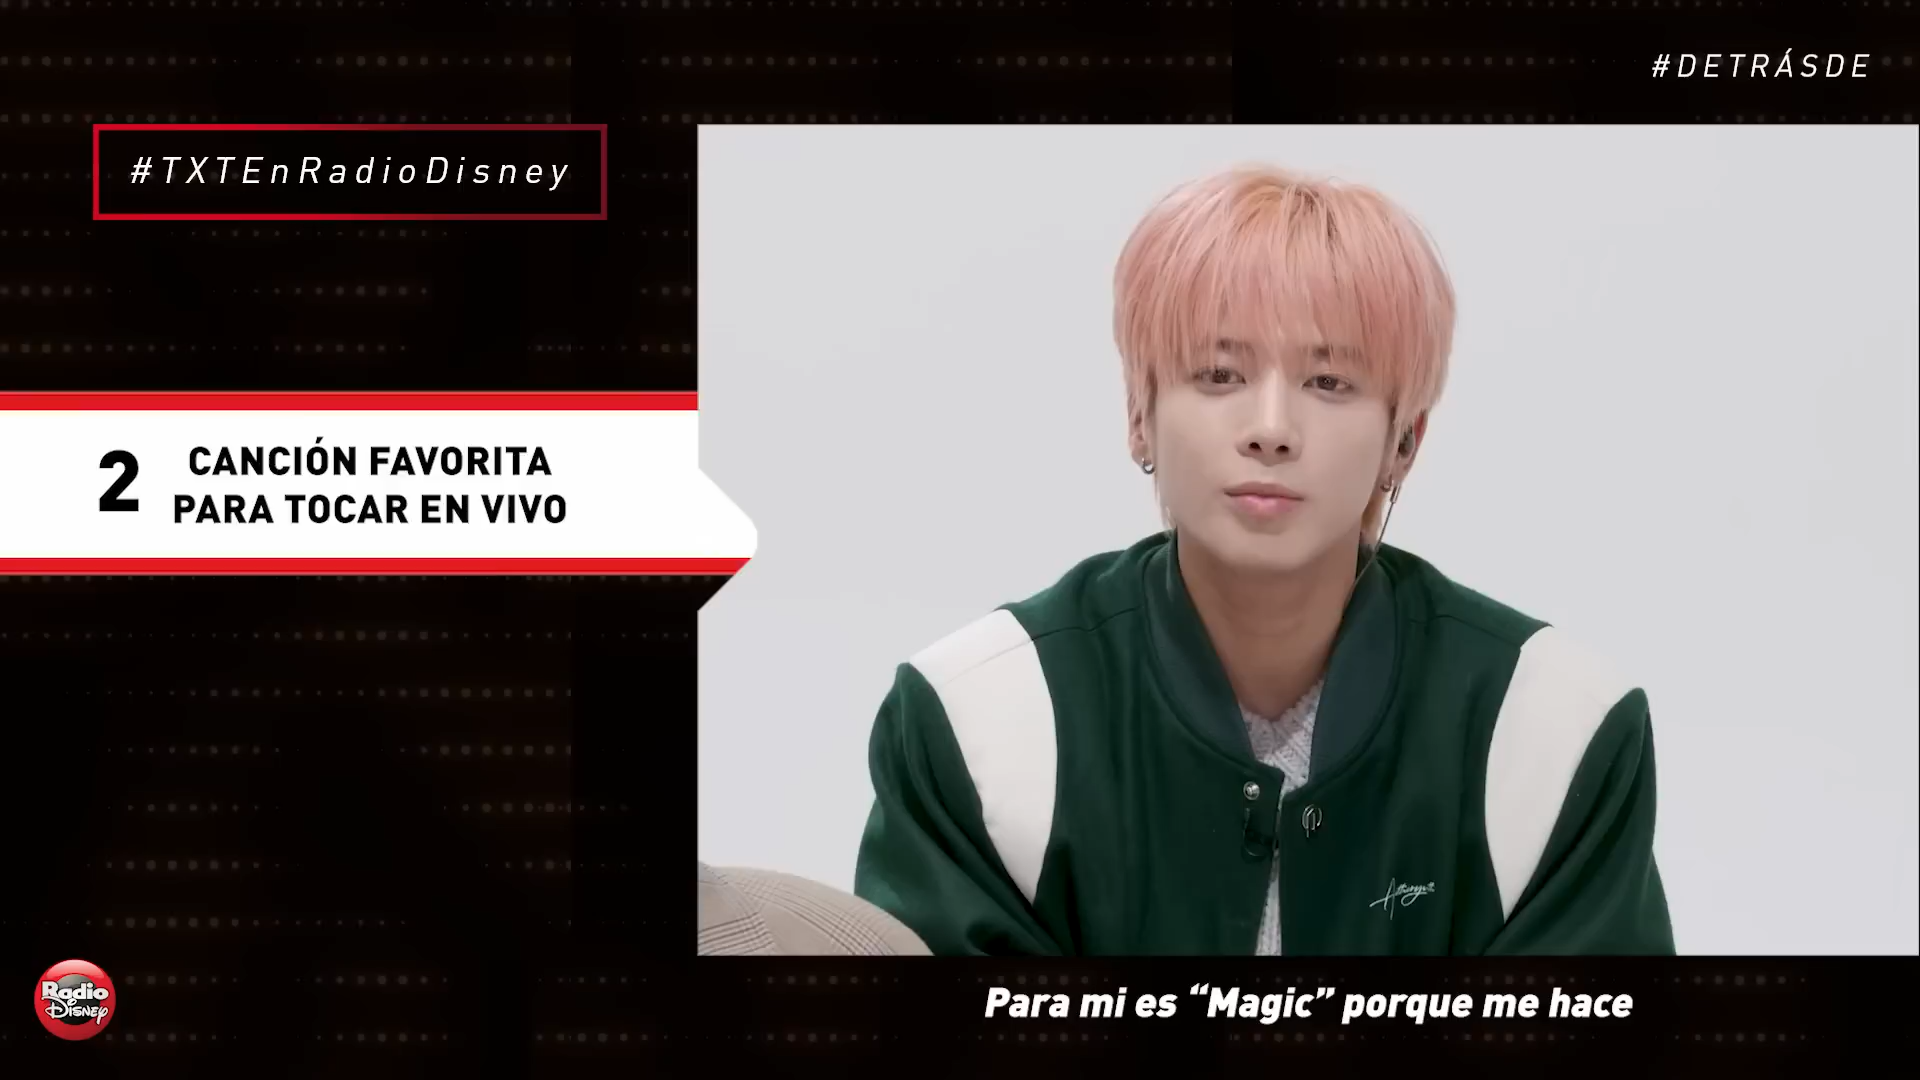 #DETRÁSDE
#TXTEnRadioDisney
2 CANCIÓN FAVORITA
PARA TOCAR EN VIVO
Radio
Disney
Para mi es “Magic” porque me hace